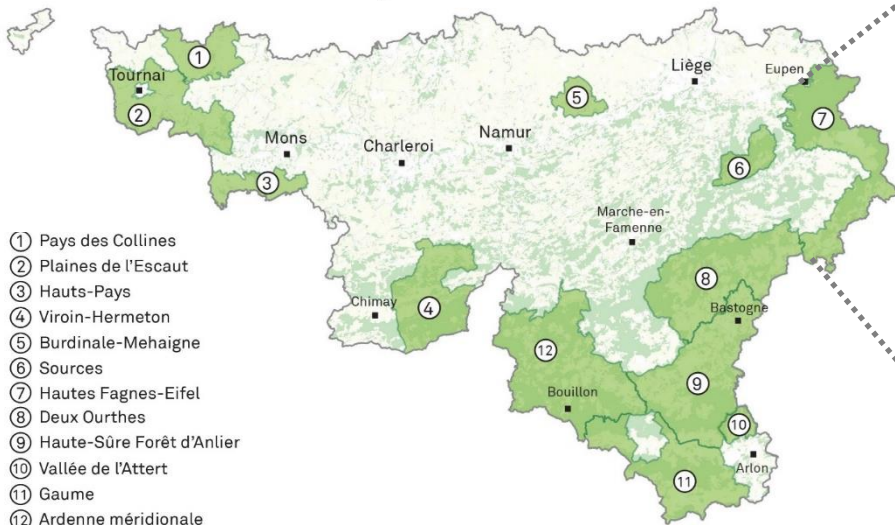 ①
Tournai
②
Mons
③
Charleroi
Namur
⑤
Liège
Eupen
⑦
⑥
Marche-en-
Famenne
⑧
Bastogne
Chimay
④
⑫
⑨
Bouillon
⑩
Arlon
⑪
① Pays des Collines
② Plaines de l'Escaut
③ Hauts-Pays
④ Viroin-Hermeton
⑤ Burdinale-Mehaigne
⑥ Sources
⑦ Hautes Fagnes-Eifel
⑧ Deux Ourthes
⑨ Haute-Sûre Forêt d'Anlier
⑩ Vallée de l'Attert
⑪ Gaume
⑫ Ardenne méridionale